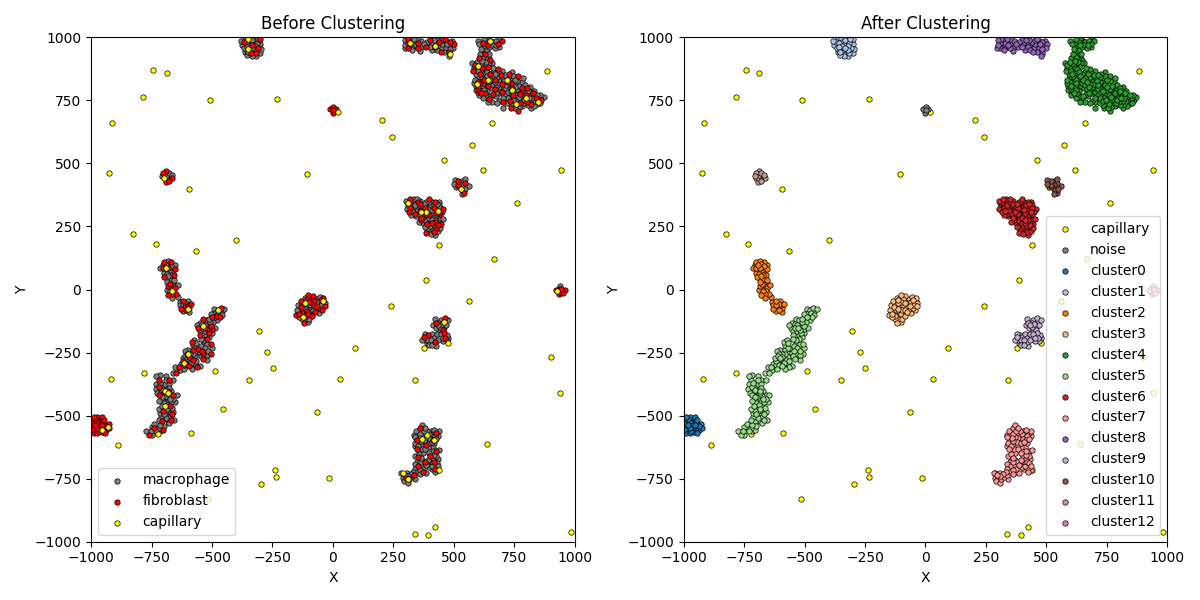 Before Clustering
1000
750
500
250
0
−250
−500
−750
−1000
Y
−1000
−750
−500
−250
0
250
500
750
1000
X
macrophage
fibroblast
capillary
After Clustering
1000
750
500
250
0
−250
−500
−750
−1000
Y
−1000
−750
−500
−250
0
250
500
750
1000
X
capillary
noise
cluster0
cluster1
cluster2
cluster3
cluster4
cluster5
cluster6
cluster7
cluster8
cluster9
cluster10
cluster11
cluster12